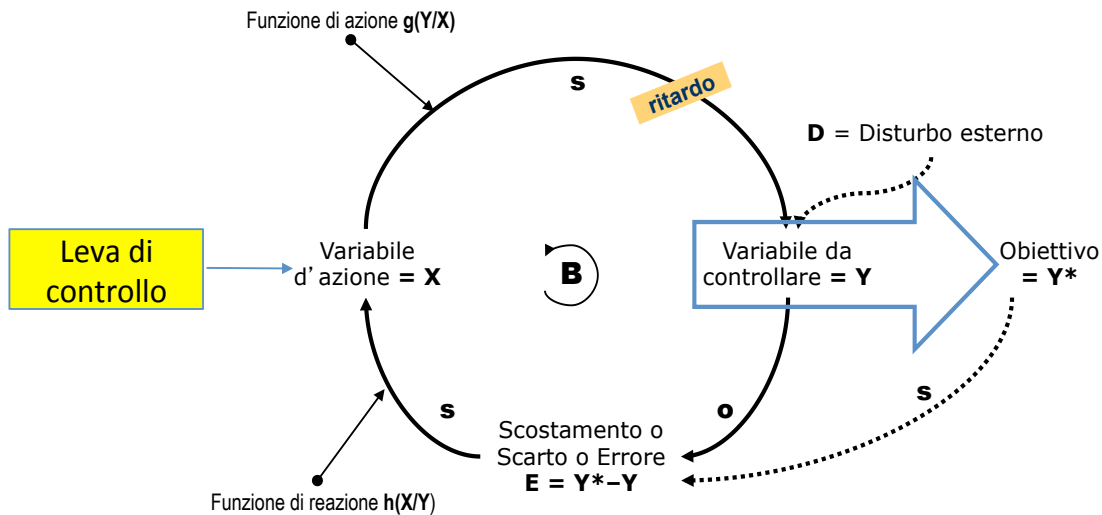 Funzione di azione g(Y/X)
s
ritardo
D = Disturbo esterno
Leva di
controllo
Variabile
d’azione = X
B
Variabile da
controllare = Y
Obiettivo
= Y*
s
o
s
Scostamento o
Scarto o Errore
E = Y*–Y
Funzione di reazione h(X/Y)